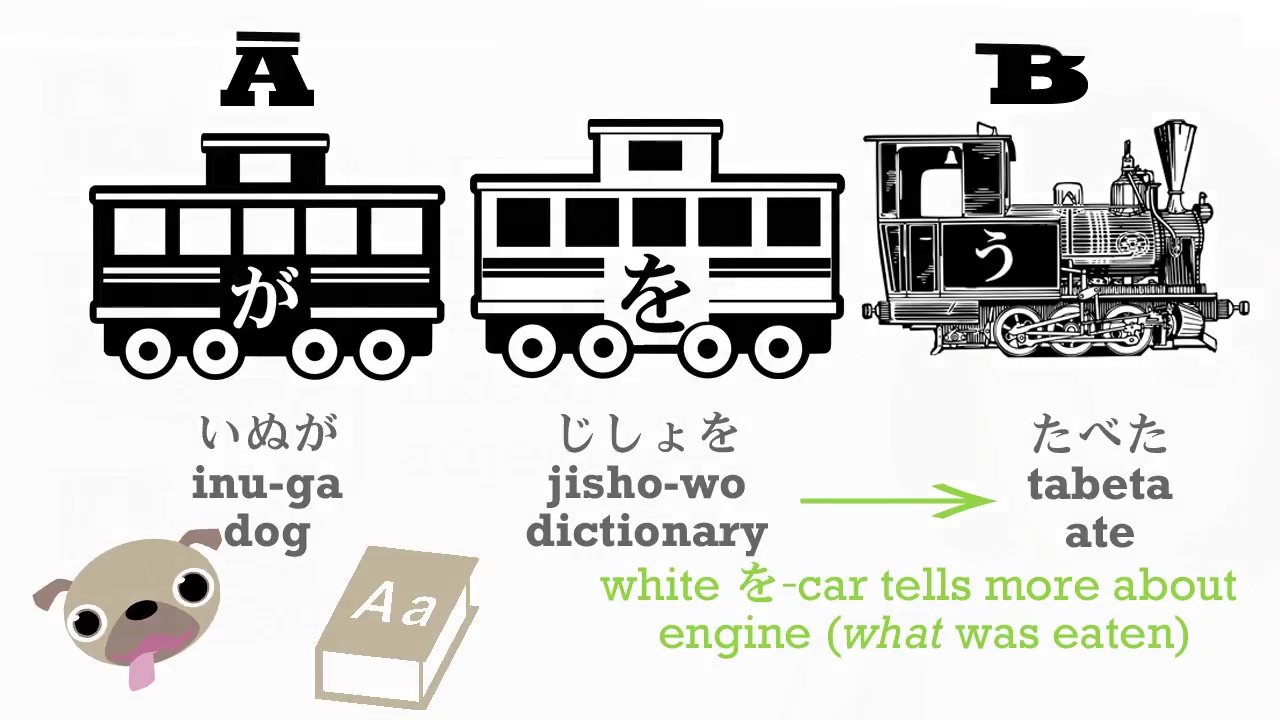 A
B
が
を
う
いぬが
じしょを
たべた
inu-ga
jisho-wo
tabeta
dog
dictionary
ate
Aa
white を-car tells more about
engine (what was eaten)